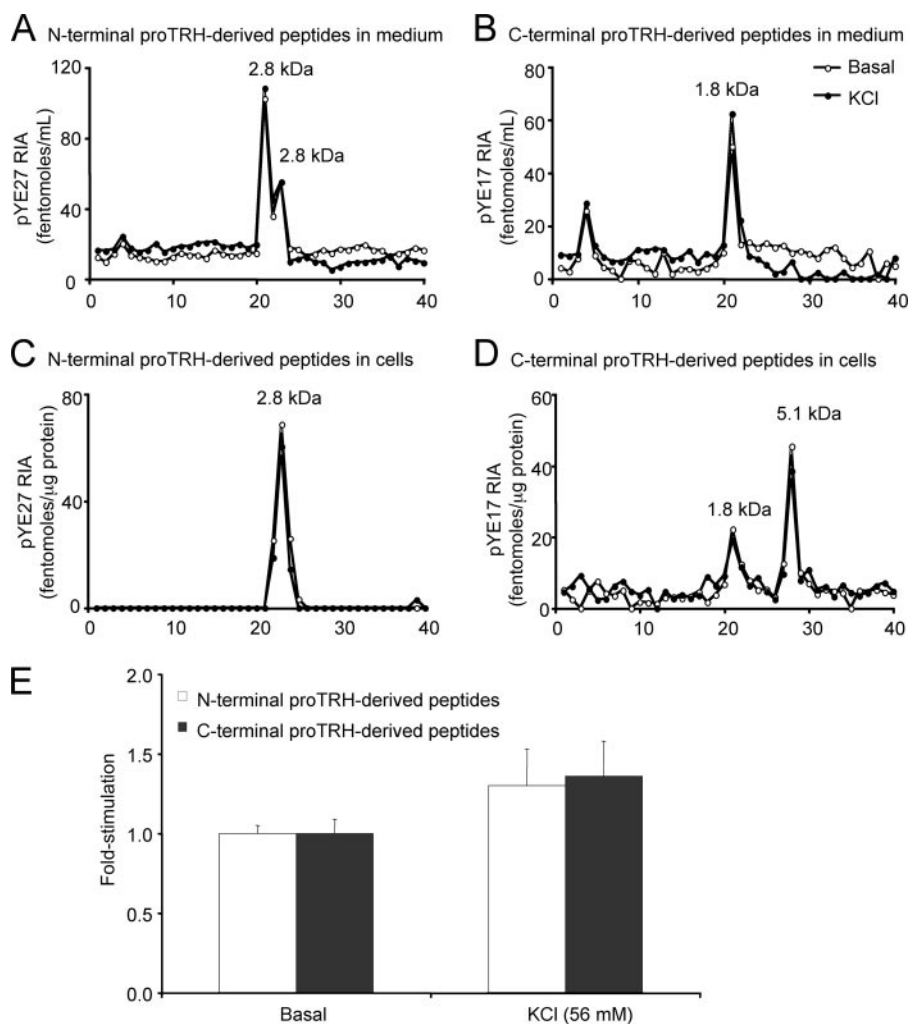 A N-terminal proTRH-derived peptides in medium
120
80
40
0
pYE27 RIA
(fentomoles/mL)
2.8 kDa
2.8 kDa
0 10 20 30 40
B C-terminal proTRH-derived peptides in medium
Basal
KCl
80
60
40
20
0
pYE17 RIA
(fentomoles/mL)
1.8 kDa
0 10 20 30 40
C N-terminal proTRH-derived peptides in cells
80
40
0
pYE27 RIA
(fentomoles/μg protein)
2.8 kDa
0 10 20 30 40
D C-terminal proTRH-derived peptides in cells
60
40
20
0
pYE17 RIA
(fentomoles/μg protein)
1.8 kDa
5.1 kDa
0 10 20 30 40
E
2.0
1.5
1.0
0.5
0.0
Fold-stimulation
N-terminal proTRH-derived peptides
C-terminal proTRH-derived peptides
Basal KCl (56 mM)